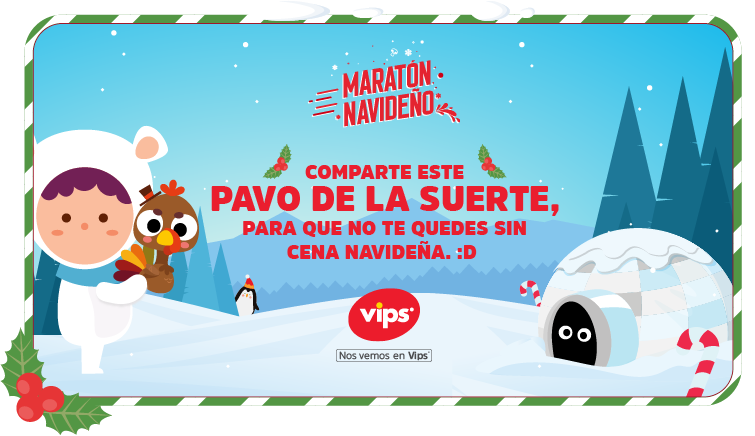 MARATÓN
NAVIDEÑO
COMPARTE ESTE
PAVO DE LA SUERTE,
PARA QUE NO TE QUEDES SIN
CENA NAVIDEÑA. :D
vips
Nos vemos en Vips